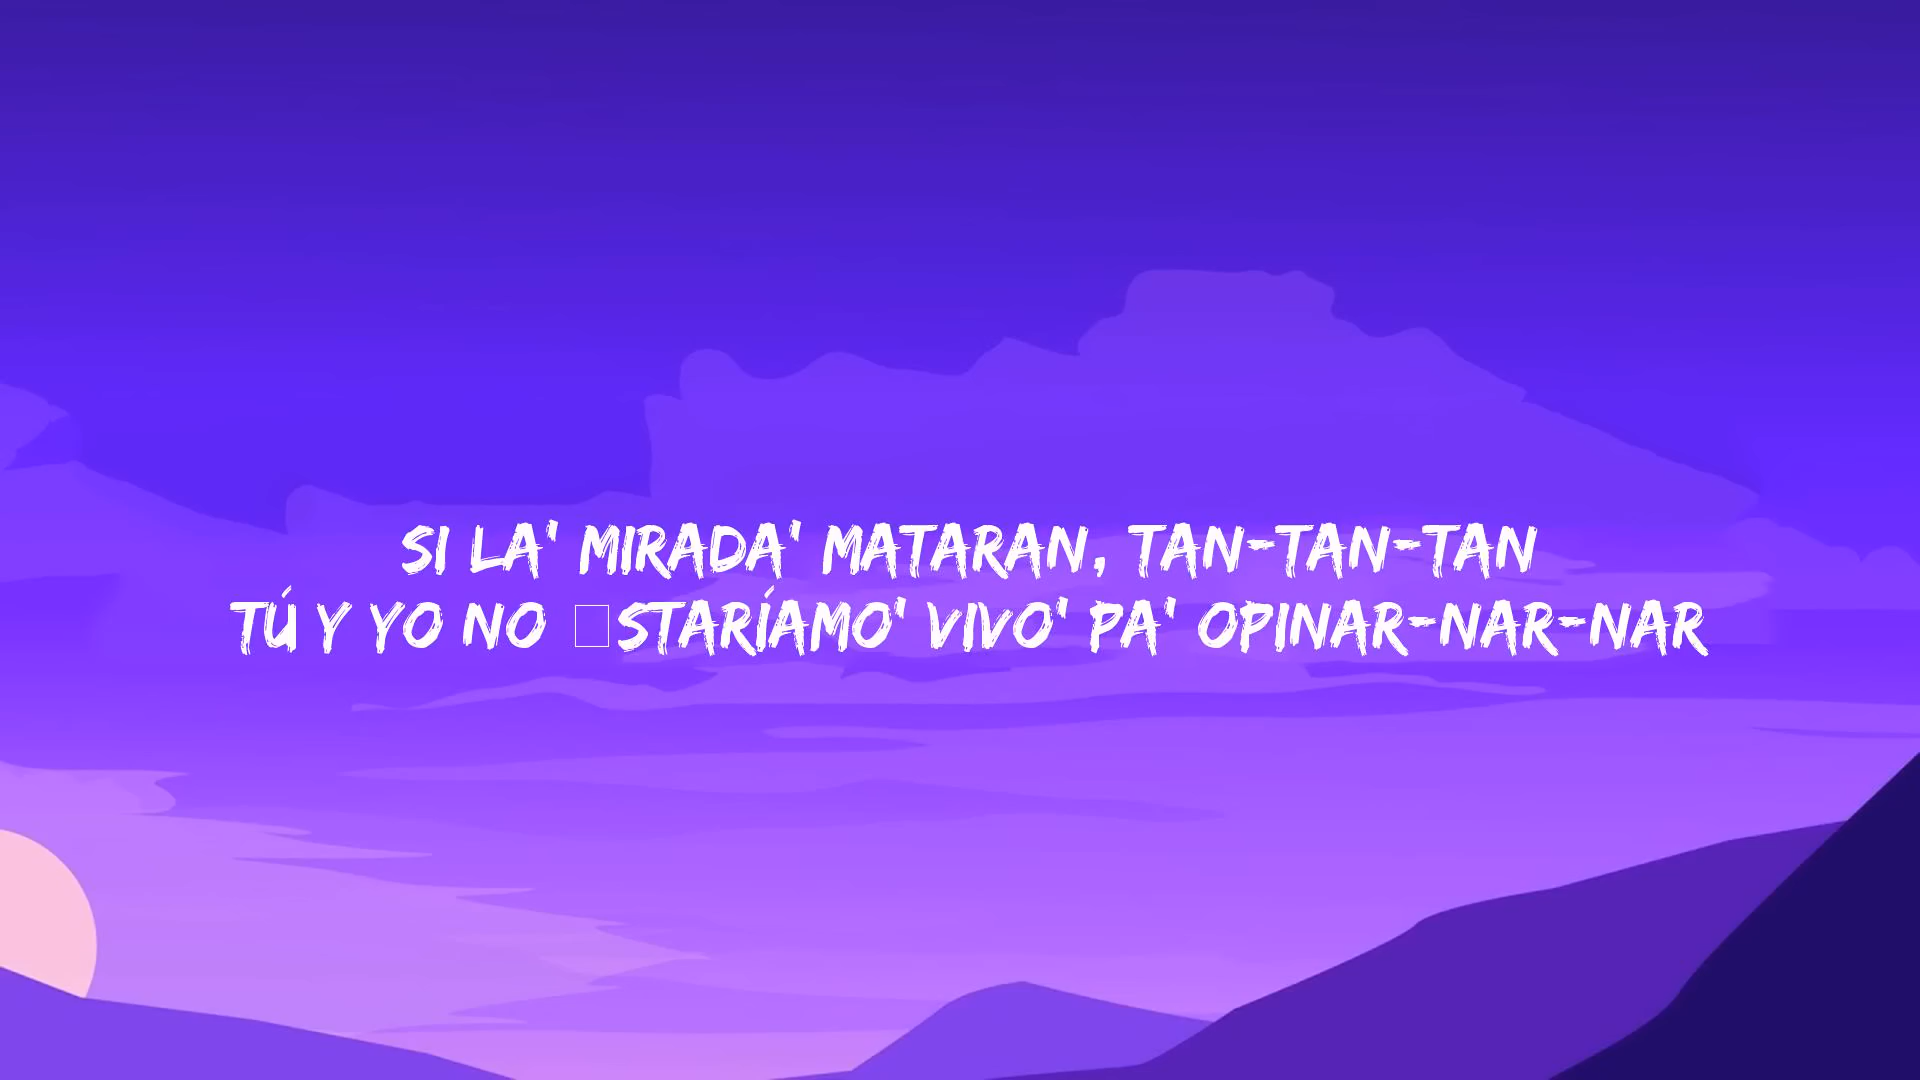 SI LA' MIRADA' MATARAN, TAN-TAN-TAN
TÚ Y YO NO □STARÍAMO' VIVO' PA' OPINAR-NAR-NAR